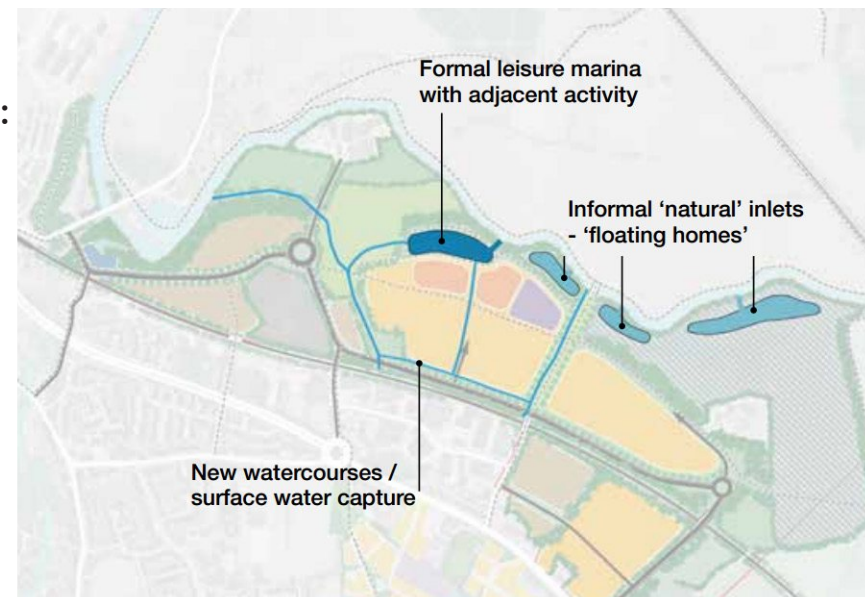 :
Formal leisure marina
with adjacent activity
Informal ‘natural’ inlets
- ‘floating homes’
New watercourses /
surface water capture